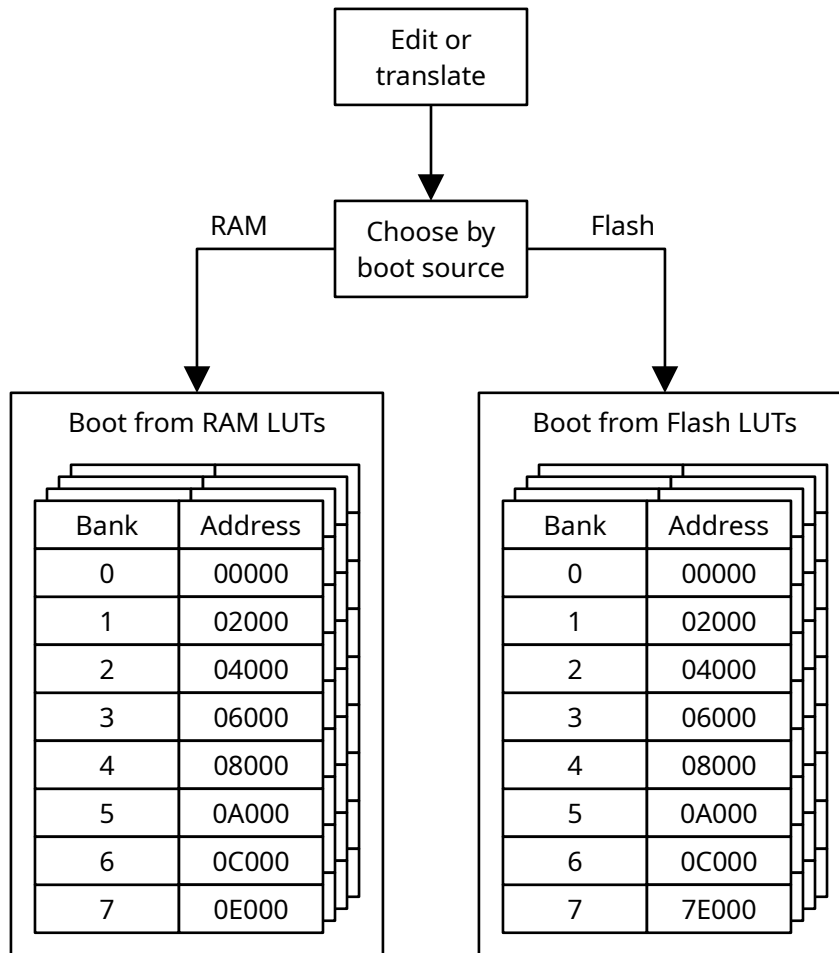 Edit or
translate
Choose by
boot source
RAM
Flash
Boot from RAM LUTs
Bank Address
0 00000
1 02000
2 04000
3 06000
4 08000
5 0A000
6 0C000
7 0E000
Boot from Flash LUTs
Bank Address
0 00000
1 02000
2 04000
3 06000
4 08000
5 0A000
6 0C000
7 7E000